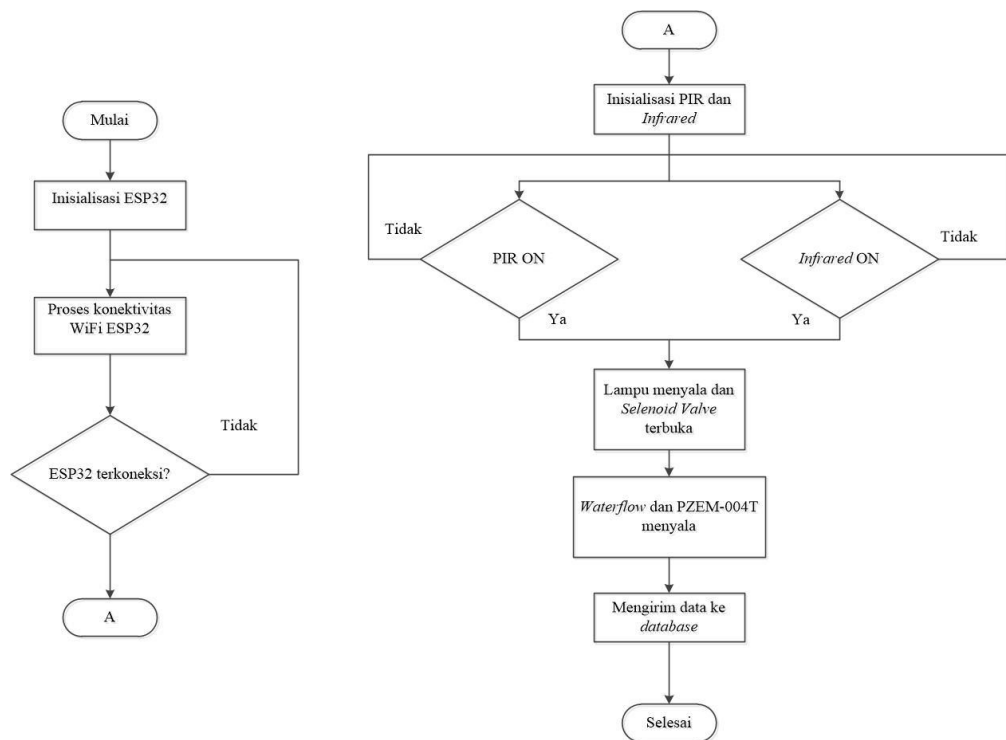 Mulai
Inisialisasi ESP32
Proses konektivitas
WiFi ESP32
Tidak
ESP32 terkoneksi?
A
A
Inisialisasi PIR dan
Infrared
Tidak
PIR ON
Ya
Infrared ON
Tidak
Ya
Lampu menyala dan
Selenoid Valve
terbuka
Waterflow dan PZEM-004T
menyala
Mengirim data ke
database
Selesai